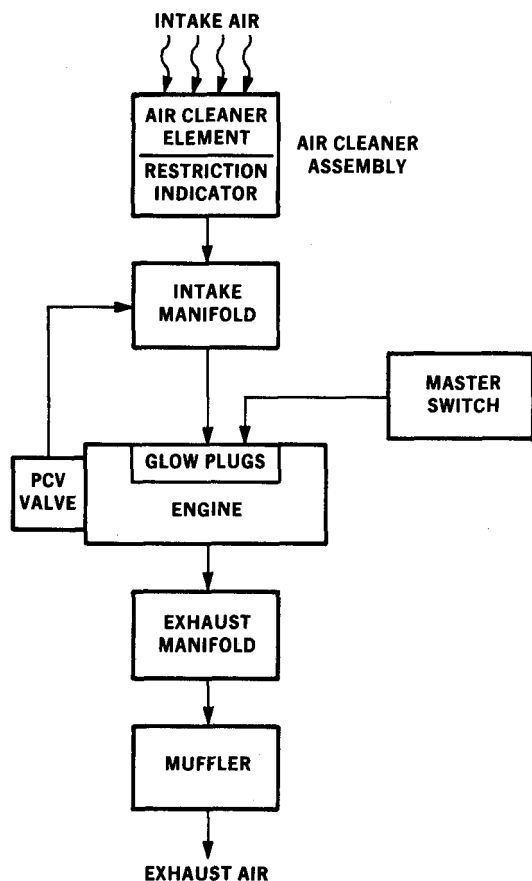 INTAKE AIR
AIR CLEANER
ELEMENT
RESTRICTION
INDICATOR
AIR CLEANER
ASSEMBLY
INTAKE
MANIFOLD
MASTER
SWITCH
GLOW PLUGS
PCV
VALVE
ENGINE
EXHAUST
MANIFOLD
MUFFLER
EXHAUST AIR